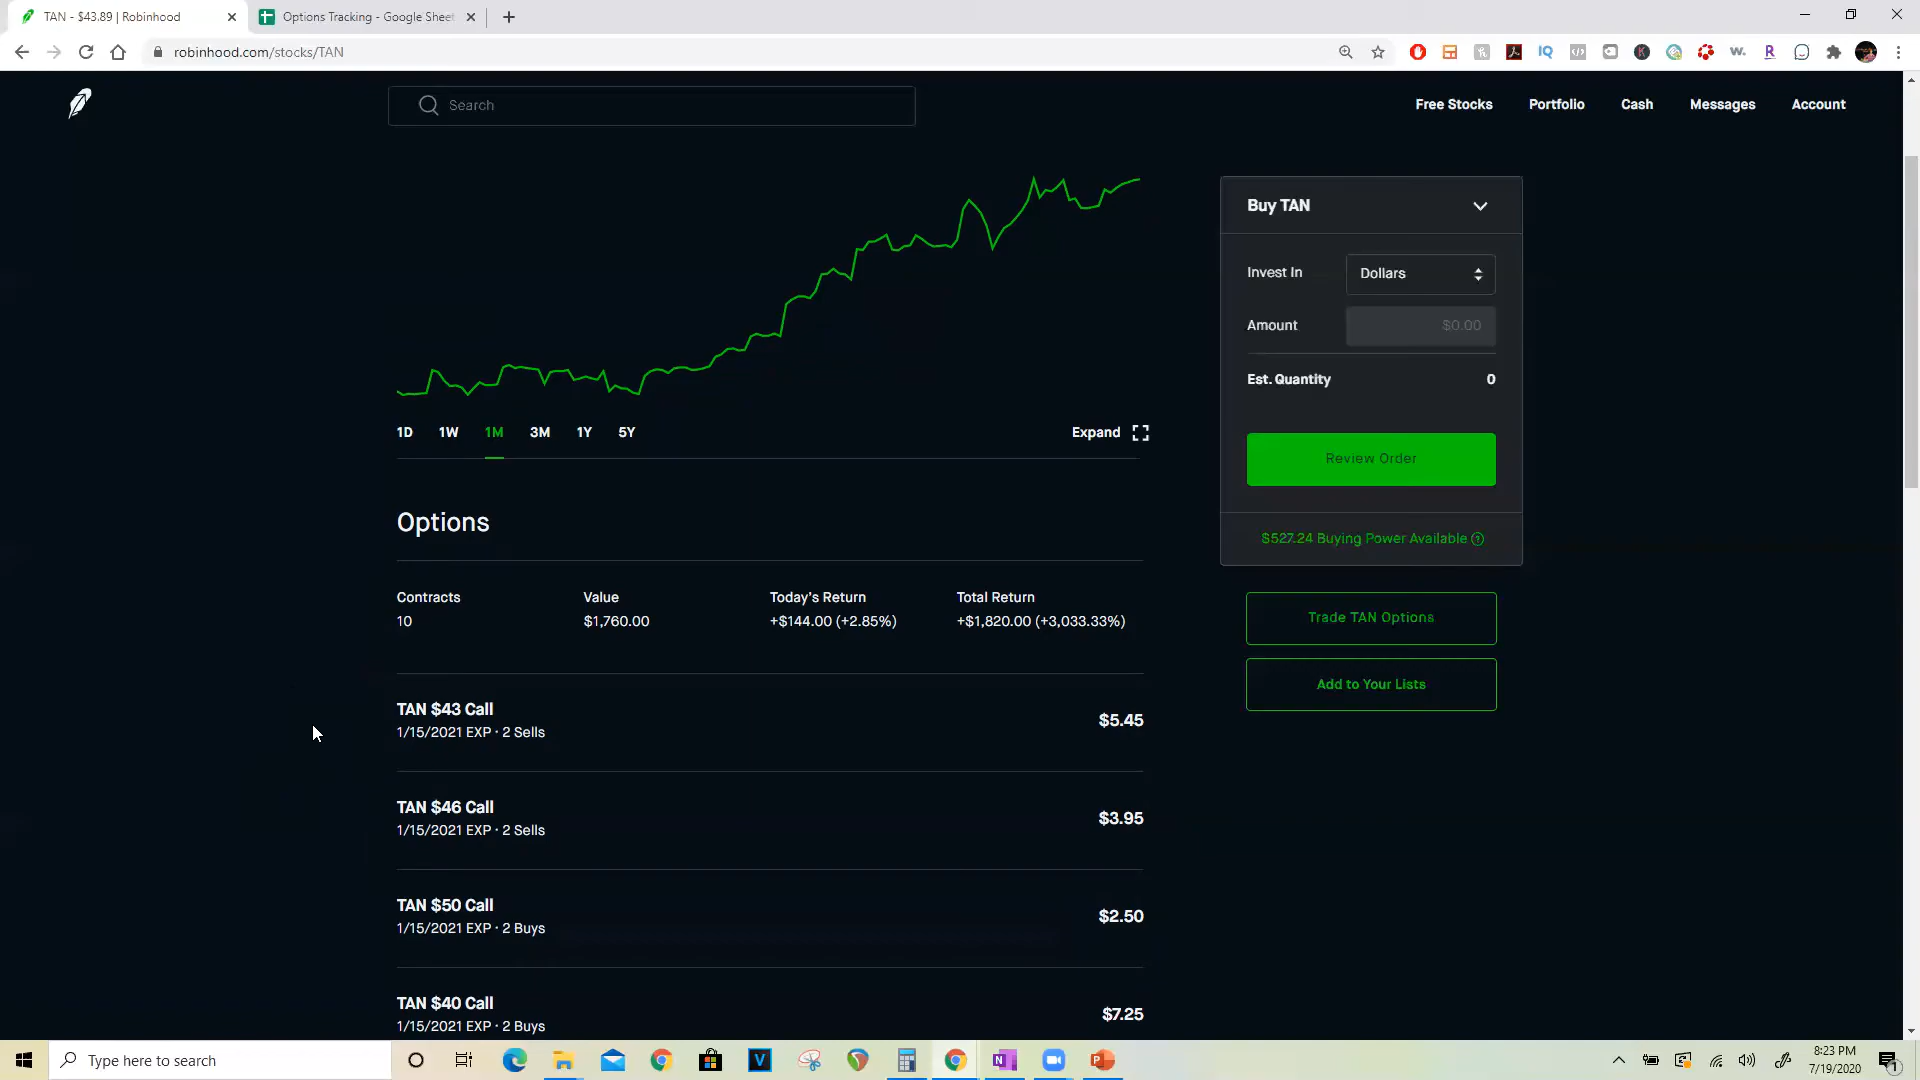 TAN - $43.89 | Robinhood
Options Tracking - Google Sheet
robinhood.com/stocks/TAN
Search
Free Stocks
Portfolio
Cash
Messages
Account
1D 1W 1M 3M 1Y 5Y
Expand
Options
Contracts Value Today's Return Total Return
10 $1,760.00 +$144.00 (+2.85%) +$1,820.00 (+3,033.33%)
TAN $43 Call
1/15/2021 EXP · 2 Sells
$5.45
TAN $46 Call
1/15/2021 EXP · 2 Sells
$3.95
TAN $50 Call
1/15/2021 EXP · 2 Buys
$2.50
TAN $40 Call
1/15/2021 EXP · 2 Buys
$7.25
Buy TAN
Invest In Dollars
Amount $0.00
Est. Quantity 0
Review Order
$527.24 Buying Power Available
Trade TAN Options
Add to Your Lists
Type here to search
8:23 PM
7/19/2020